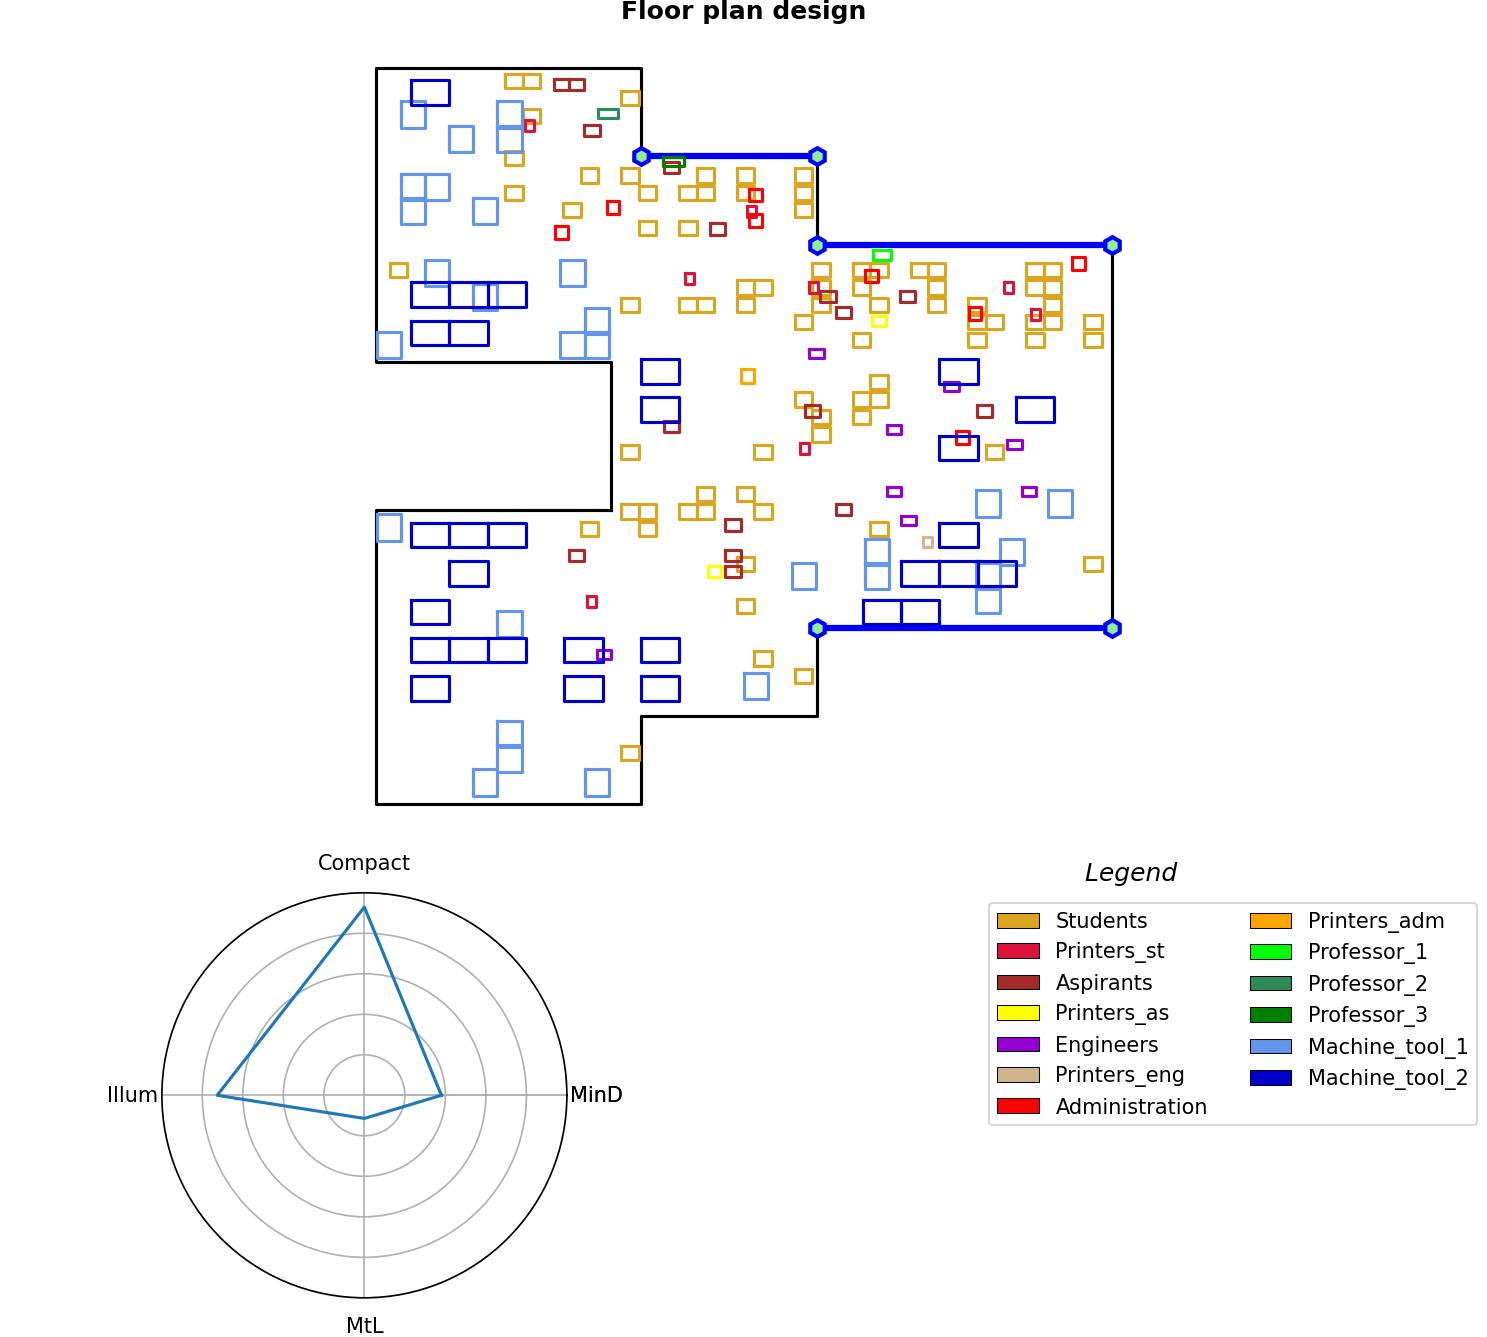 Floor plan design
Compact
Illum
MinD
MtL
Legend
Students
Printers_st
Aspirants
Printers_as
Engineers
Printers_eng
Administration
Printers_adm
Professor_1
Professor_2
Professor_3
Machine_tool_1
Machine_tool_2